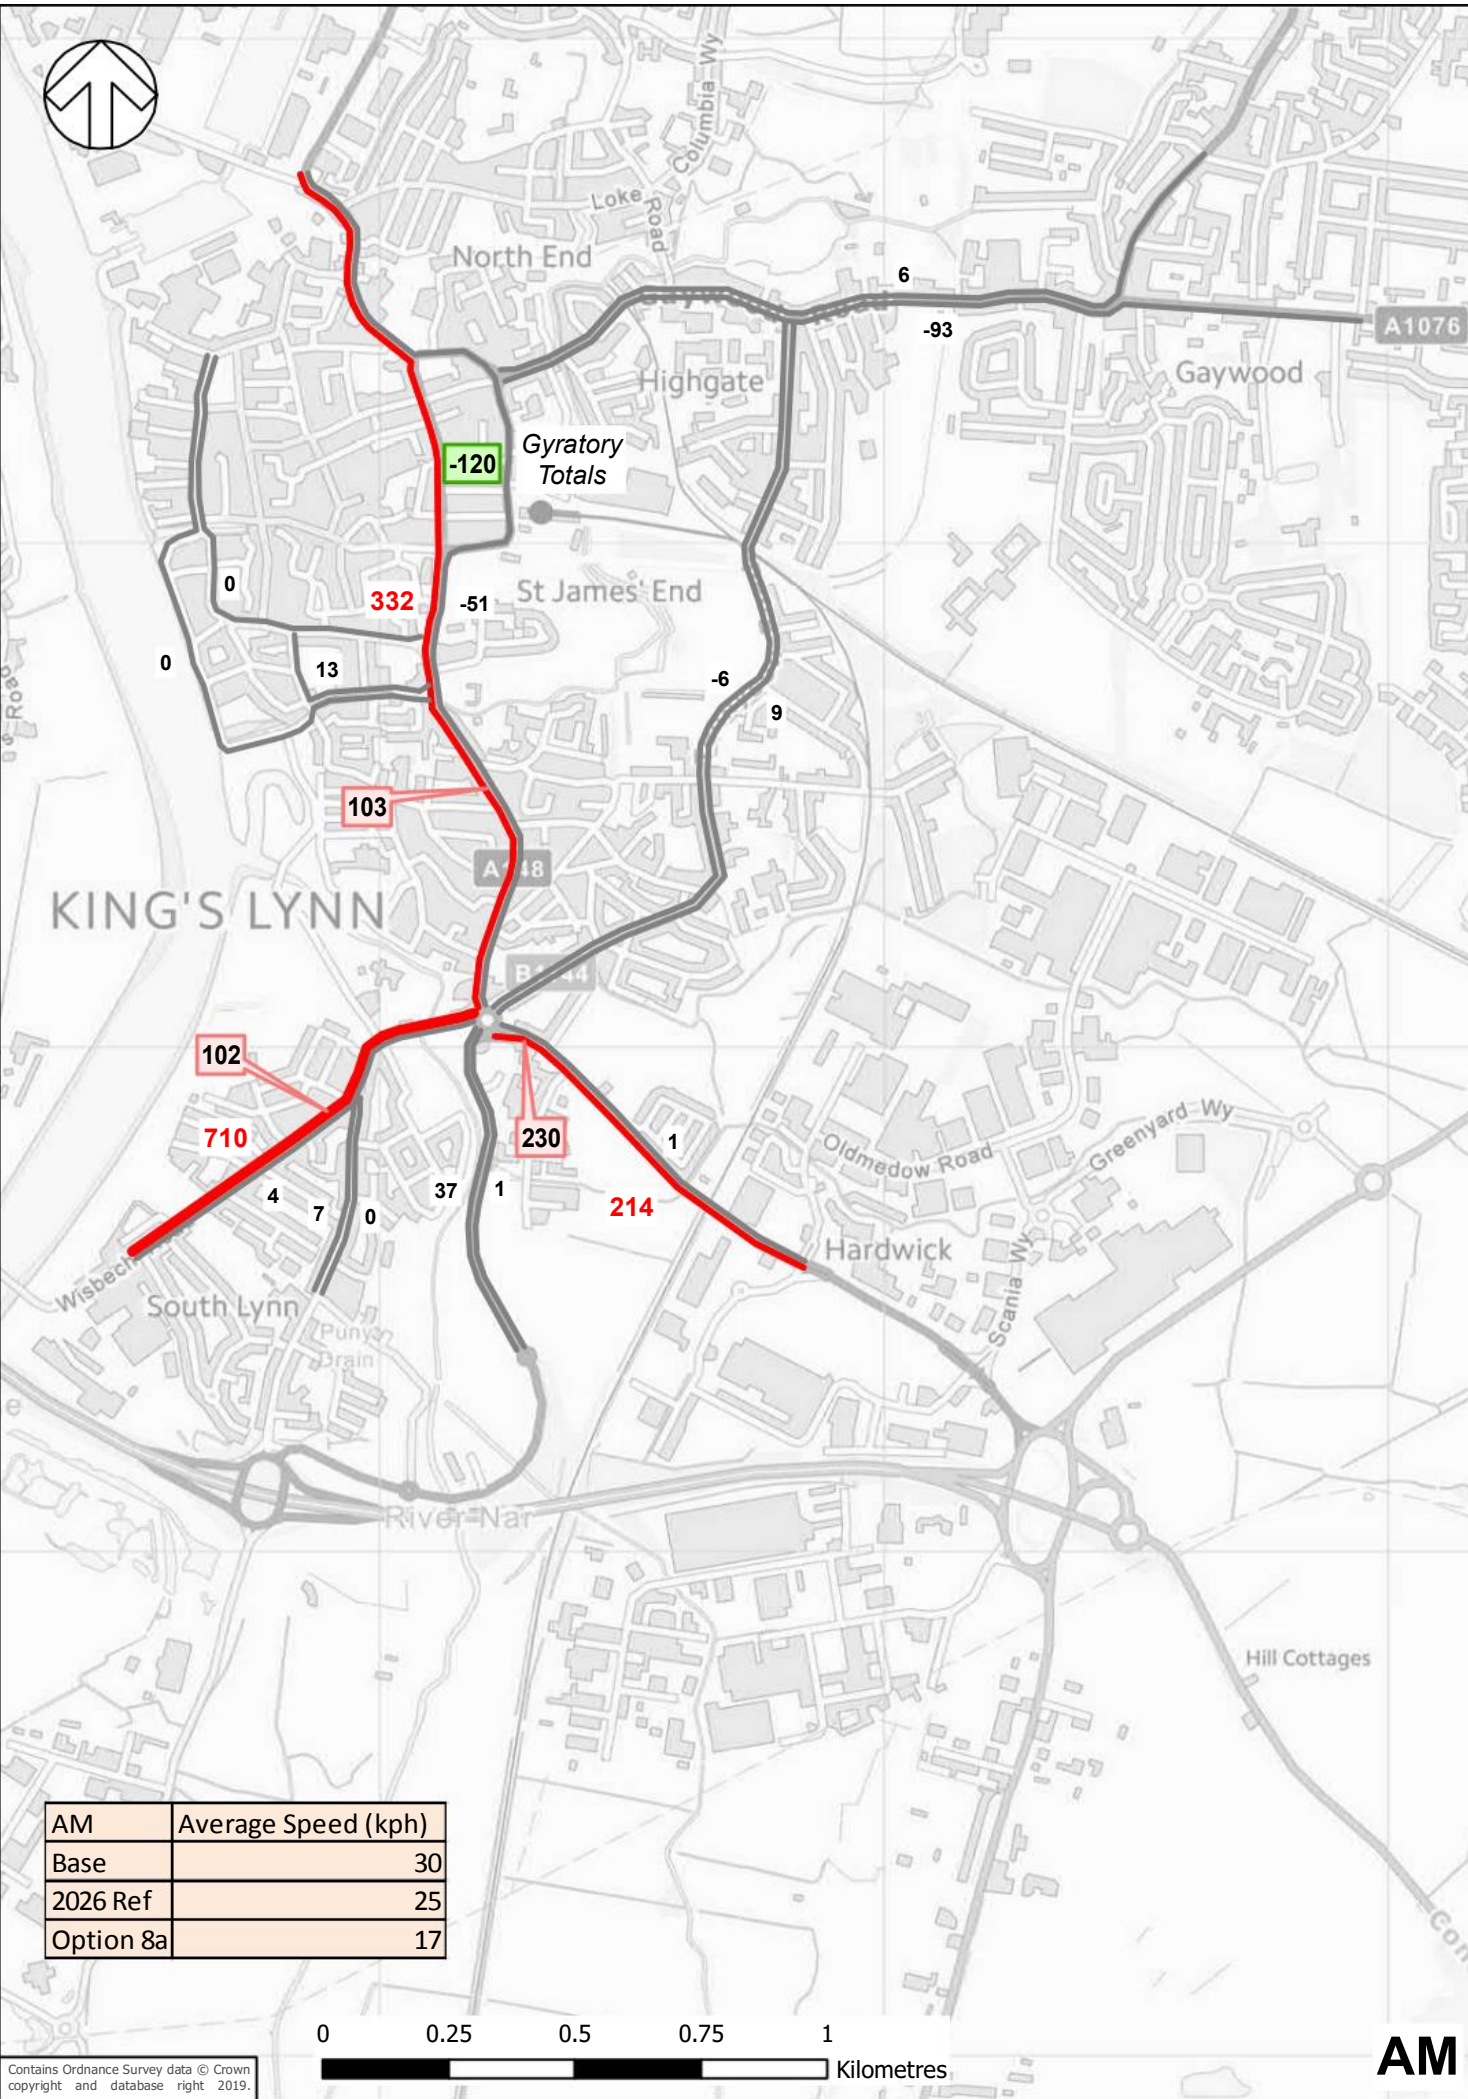 Columbia Wy
Loke Road
North End
6
-93
A1076
Gaywood
Highgate
Gyratory
Totals
-120
0
332
-51
St James' End
0
13
-6
9
103
KING'S LYNN
102
710
230
1
Oldmedow Road
Greenyard Wy
4
7
0
37
1
214
Hardwick
Scania Wy
Wisbech
South Lynn
Puny
Drain
River Nar
Hill Cottages
AM Average Speed (kph)
Base 30
2026 Ref 25
Option 8a 17
0 0.25 0.5 0.75 1
Kilometres
AM
Contains Ordnance Survey data © Crown
copyright and database right 2019.